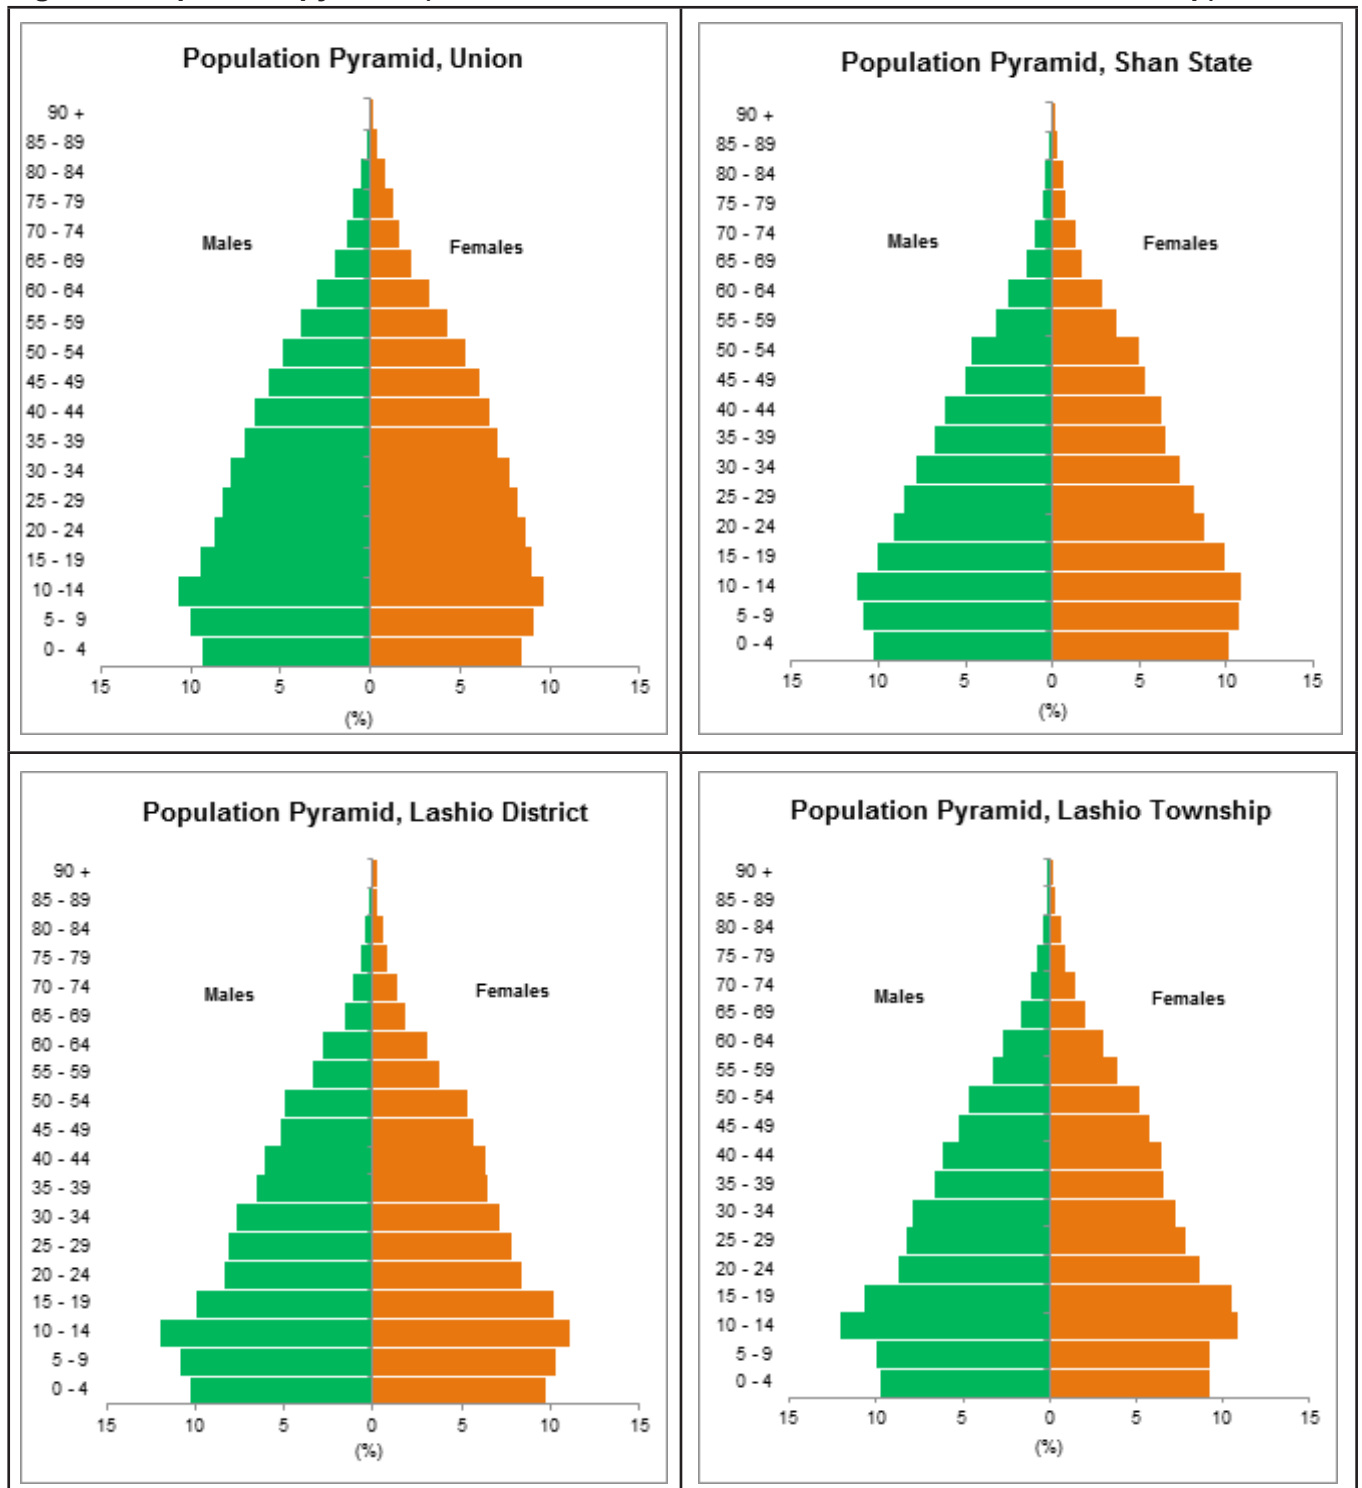 Population Pyramid, Union
90 +
85 - 89
80 - 84
75 - 79
70 - 74
65 - 69
60 - 64
55 - 59
50 - 54
45 - 49
40 - 44
35 - 39
30 - 34
25 - 29
20 - 24
15 - 19
10 -14
5 - 9
0 - 4
Males
Females
15 10 5 0 5 10 15
(%)
Population Pyramid, Shan State
90 +
85 - 89
80 - 84
75 - 79
70 - 74
65 - 69
60 - 64
55 - 59
50 - 54
45 - 49
40 - 44
35 - 39
30 - 34
25 - 29
20 - 24
15 - 19
10 - 14
5 - 9
0 - 4
Males
Females
15 10 5 0 5 10 15
(%)
Population Pyramid, Lashio District
90 +
85 - 89
80 - 84
75 - 79
70 - 74
65 - 69
60 - 64
55 - 59
50 - 54
45 - 49
40 - 44
35 - 39
30 - 34
25 - 29
20 - 24
15 - 19
10 - 14
5 - 9
0 - 4
Males
Females
15 10 5 0 5 10 15
(%)
Population Pyramid, Lashio Township
90 +
85 - 89
80 - 84
75 - 79
70 - 74
65 - 69
60 - 64
55 - 59
50 - 54
45 - 49
40 - 44
35 - 39
30 - 34
25 - 29
20 - 24
15 - 19
10 - 14
5 - 9
0 - 4
Males
Females
15 10 5 0 5 10 15
(%)